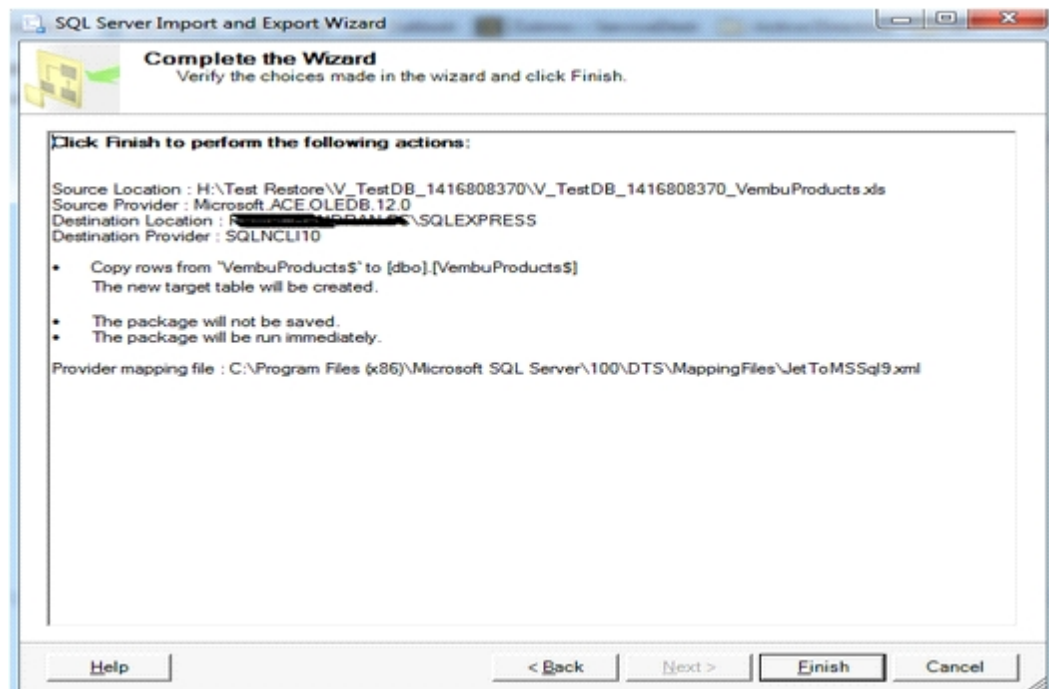 SQL Server Import and Export Wizard
Complete the Wizard
Verify the choices made in the wizard and click Finish.
Click Finish to perform the following actions:
Source Location : H:\Test Restore\V_TestDB_1416808370\V_TestDB_1416808370_VembuProducts.xls
Source Provider : Microsoft.ACE.OLEDB.12.0
Destination Location : \SQLEXPRESS
Destination Provider : SQLNCLI10
• Copy rows from `VembuProducts$` to [dbo].[VembuProducts$]
The new target table will be created.
• The package will not be saved.
• The package will be run immediately.
Provider mapping file : C:\Program Files (x86)\Microsoft SQL Server\100\DTS\MappingFiles\JetToMSSql9.xml
Help
< Back
Next >
Finish
Cancel